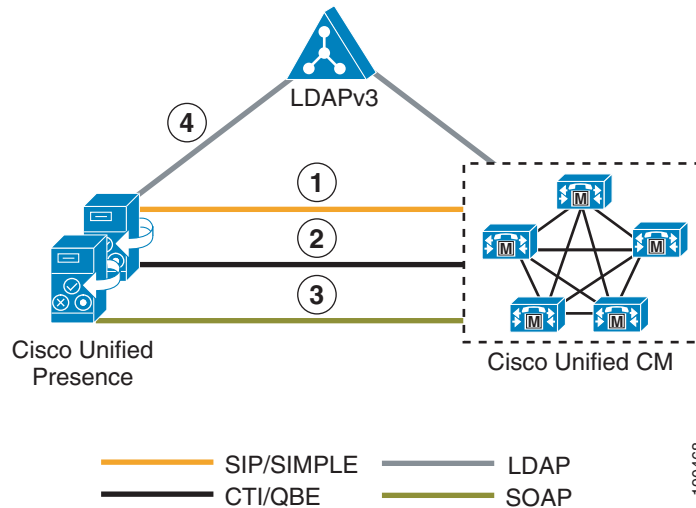 LDAPv3
4
1
2
3
M
M
M
M
M
Cisco Unified
Presence
Cisco Unified CM
SIP/SIMPLE
LDAP
CTI/QBE
SOAP